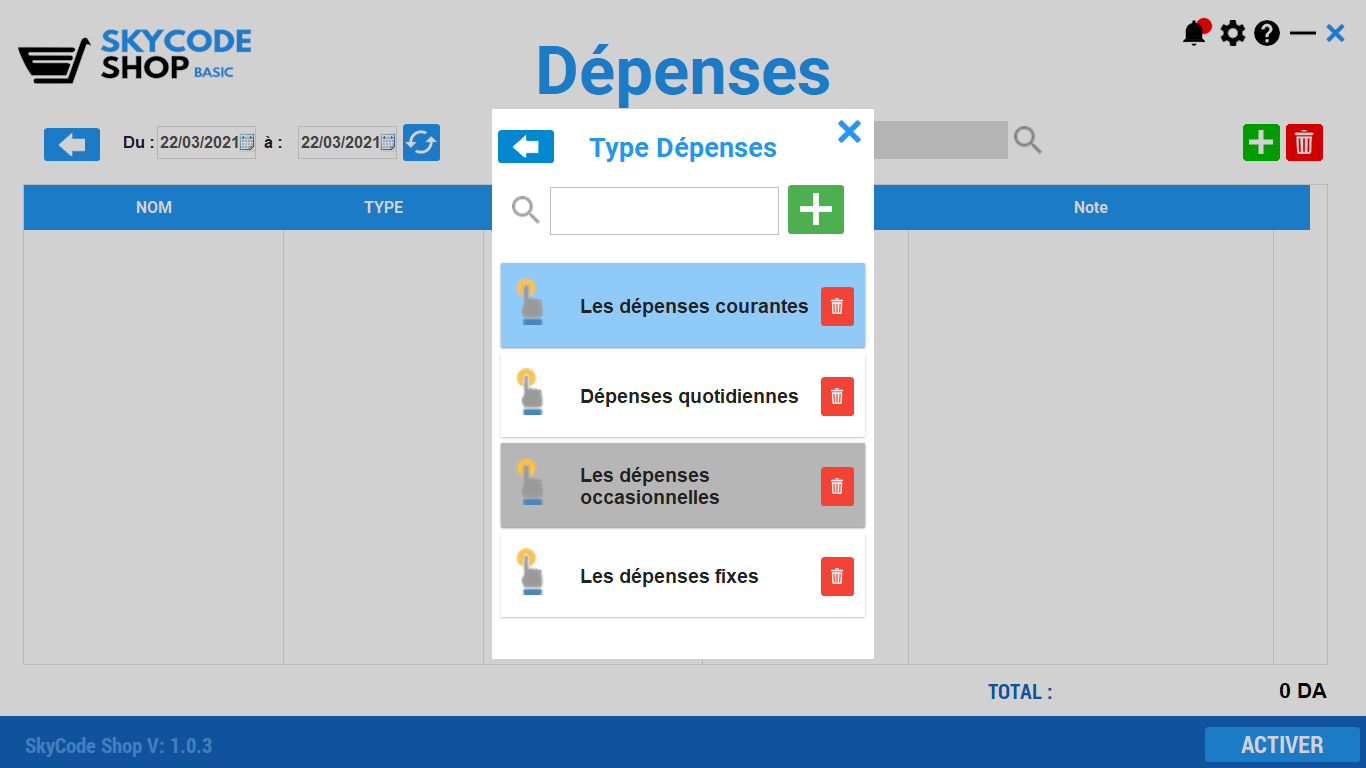 SKYCODE
SHOP BASIC
Dépenses
Du : 22/03/2021 à : 22/03/2021
Type Dépenses
NOM TYPE Note
Les dépenses courantes
Dépenses quotidiennes
Les dépenses
occasionnelles
Les dépenses fixes
TOTAL : 0 DA
SkyCode Shop V: 1.0.3 ACTIVER